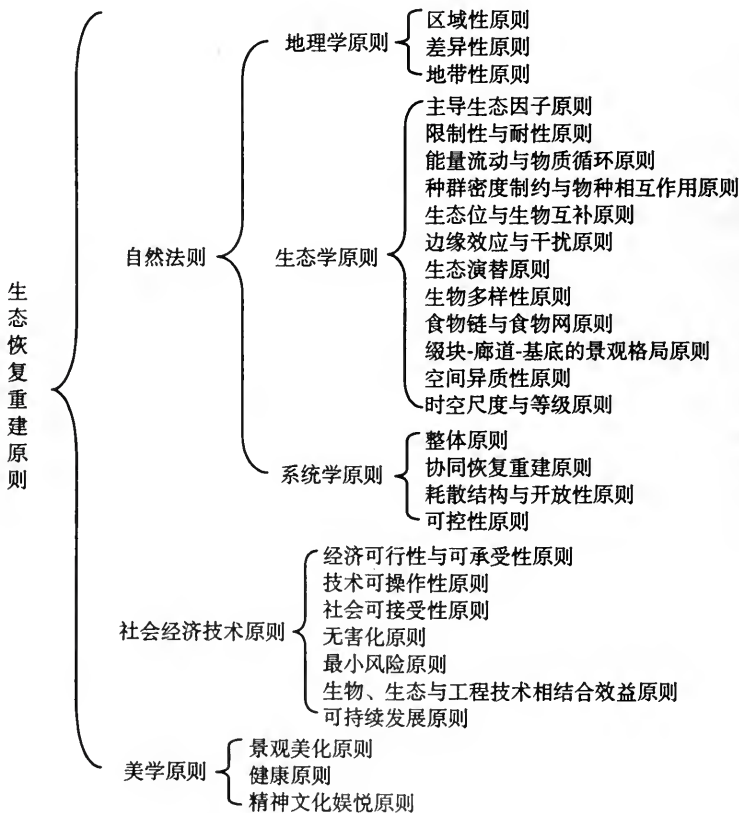 生态恢复重建原则
自然法则
地理学原则
区域性原则
差异性原则
地带性原则
生态学原则
主导生态因子原则
限制性与耐性原则
能量流动与物质循环原则
种群密度制约与物种相互作用原则
生态位与生物互补原则
边缘效应与干扰原则
生态演替原则
生物多样性原则
食物链与食物网原则
缀块-廊道-基底的景观格局原则
空间异质性原则
时空尺度与等级原则
系统学原则
整体原则
协同恢复重建原则
耗散结构与开放性原则
可控性原则
社会经济技术原则
经济可行性与可承受性原则
技术可操作性原则
社会可接受性原则
无害化原则
最小风险原则
生物、生态与工程技术相结合效益原则
可持续发展原则
美学原则
景观美化原则
健康原则
精神文化娱悦原则